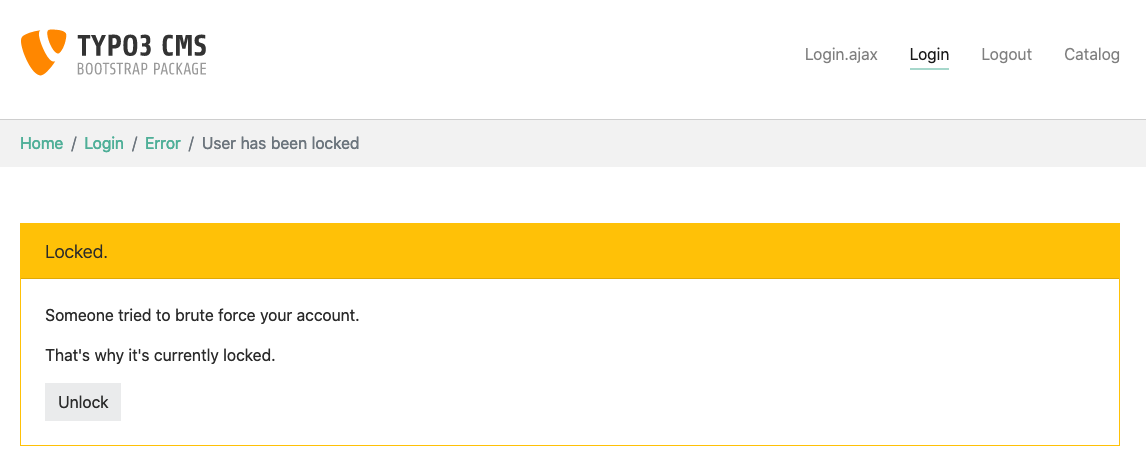 TYPO3 CMS
BOOTSTRAP PACKAGE
Login.ajax Login Logout Catalog
Home / Login / Error / User has been locked
Locked.
Someone tried to brute force your account.
That's why it's currently locked.
Unlock